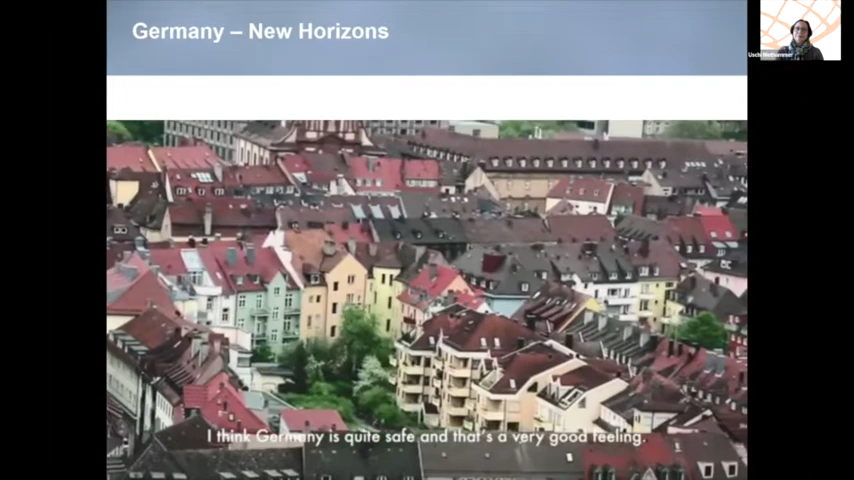 Germany – New Horizons
I think Germany is quite safe and that's a very good feeling.